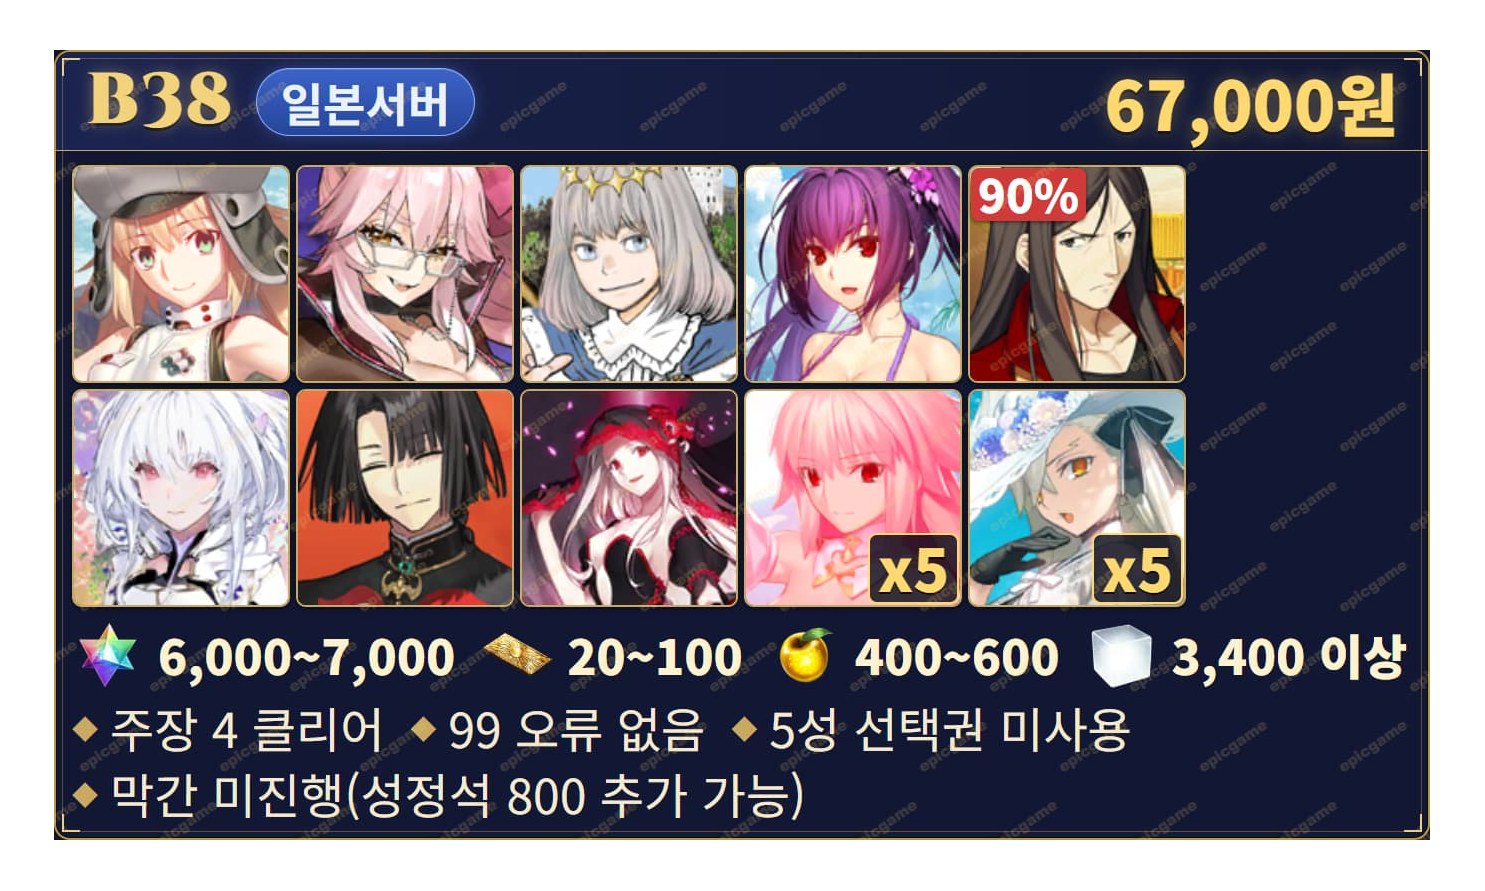 B38 일본서버 67,000원
90%
x5 x5
6,000~7,000 20~100 400~600 3,400 이상
◆ 주장 4 클리어 ◆ 99 오류 없음 ◆ 5성 선택권 미사용
◆ 막간 미진행(성정석 800 추가 가능)
epicgame